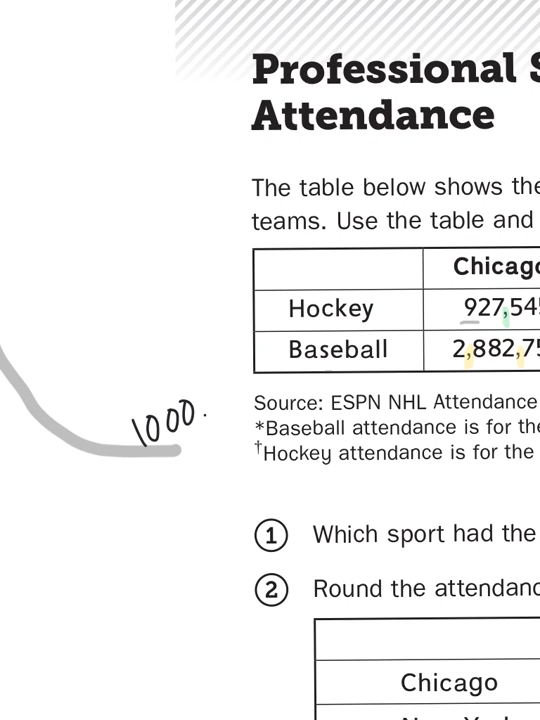 Professional
Attendance
The table below shows the
teams. Use the table and
Chicago
Hockey 927,545
Baseball 2,882,75
1000.
Source: ESPN NHL Attendance
*Baseball attendance is for the
†Hockey attendance is for the
1 Which sport had the
2 Round the attendanc
Chicago